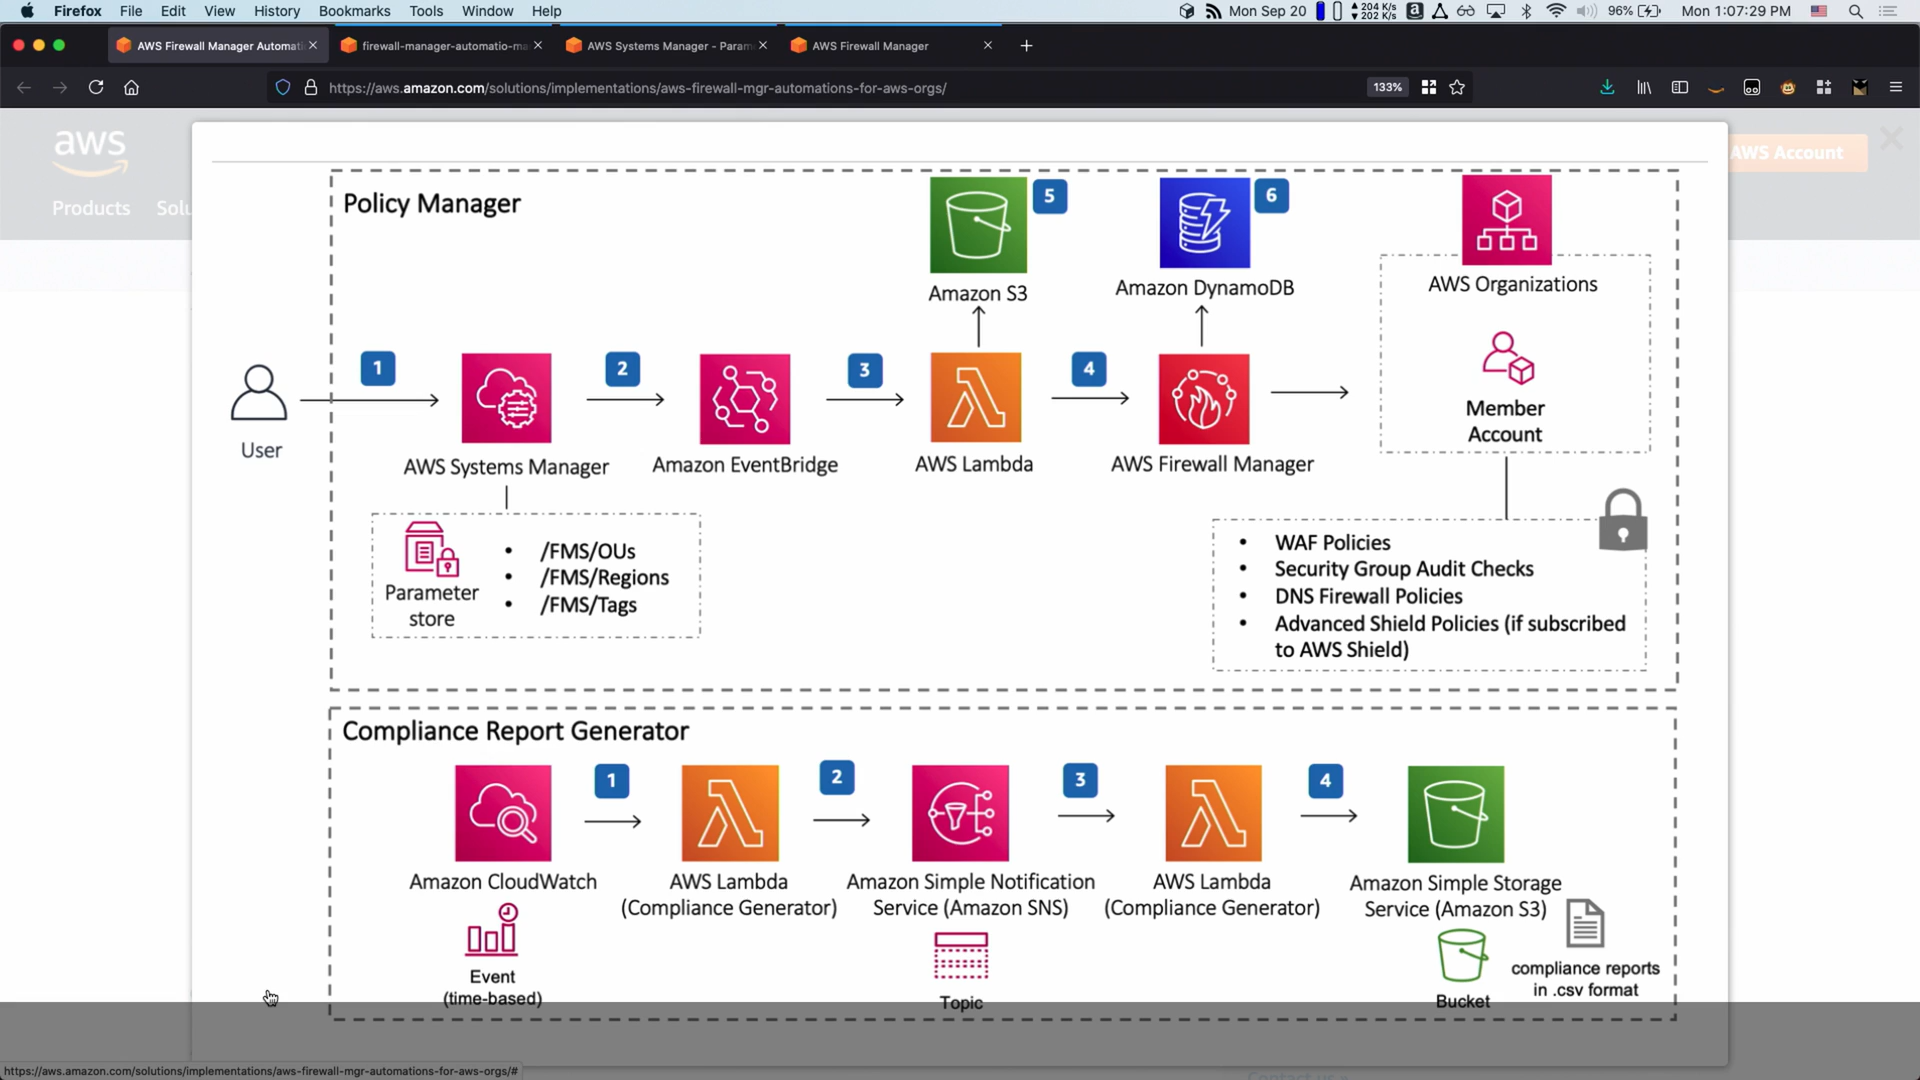 Firefox File Edit View History Bookmarks Tools Window Help
204 K/s
202 K/s
Mon Sep 20
96%
Mon 1:07:29 PM
AWS Firewall Manager Automati
firewall-manager-automatio-ma
AWS Systems Manager - Param
AWS Firewall Manager
https://aws.amazon.com/solutions/implementations/aws-firewall-mgr-automations-for-aws-orgs/
133%
aws
AWS Account
Products Solu
Policy Manager
5
6
Amazon S3
Amazon DynamoDB
AWS Organizations
1
2
3
4
User
AWS Systems Manager
Amazon EventBridge
AWS Lambda
AWS Firewall Manager
Member
Account
Parameter
store
• /FMS/OUs
• /FMS/Regions
• /FMS/Tags
• WAF Policies
• Security Group Audit Checks
• DNS Firewall Policies
• Advanced Shield Policies (if subscribed
to AWS Shield)
Compliance Report Generator
1
2
3
4
Amazon CloudWatch
AWS Lambda
(Compliance Generator)
Amazon Simple Notification
Service (Amazon SNS)
AWS Lambda
(Compliance Generator)
Amazon Simple Storage
Service (Amazon S3)
Event
(time-based)
Topic
Bucket
compliance reports
in .csv format
https://aws.amazon.com/solutions/implementations/aws-firewall-mgr-automations-for-aws-orgs/#